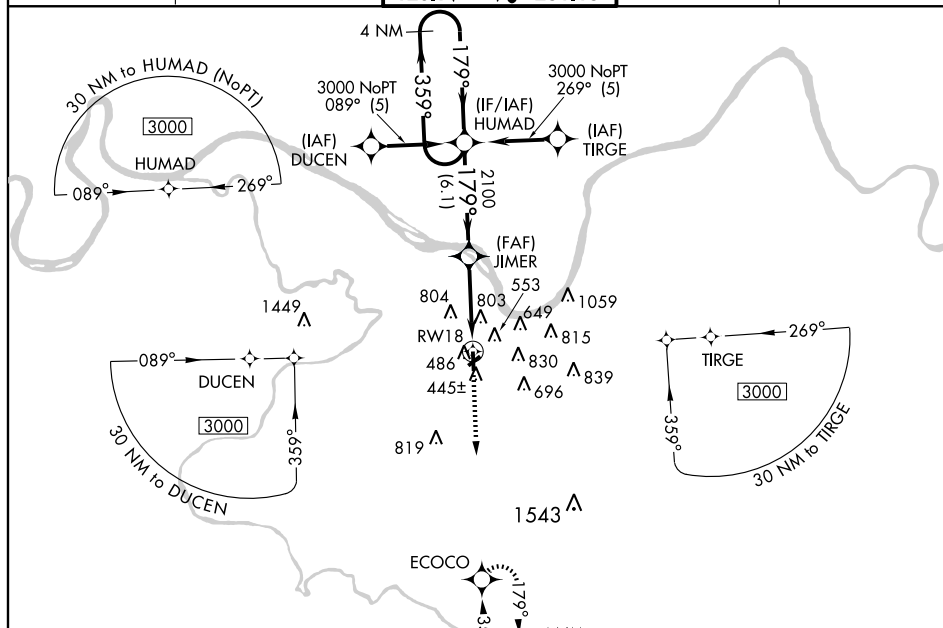 4 NM
179°
359°
3000 NoPT
089° (5)
3000 NoPT
269° (5)
(IF/IAF)
HUMAD
(IAF)
DUCEN
(IAF)
TIRGE
30 NM to HUMAD (NoPT)
3000
HUMAD
089°
269°
2100
179°
(6.1)
(FAF)
JIMER
553
1449
804
803
649
1059
815
RW18
486
830
445±
696
839
819
1543
089°
DUCEN
3000
359°
30 NM to DUCEN
269°
TIRGE
3000
359°
30 NM to TIRGE
ECOCO
179°